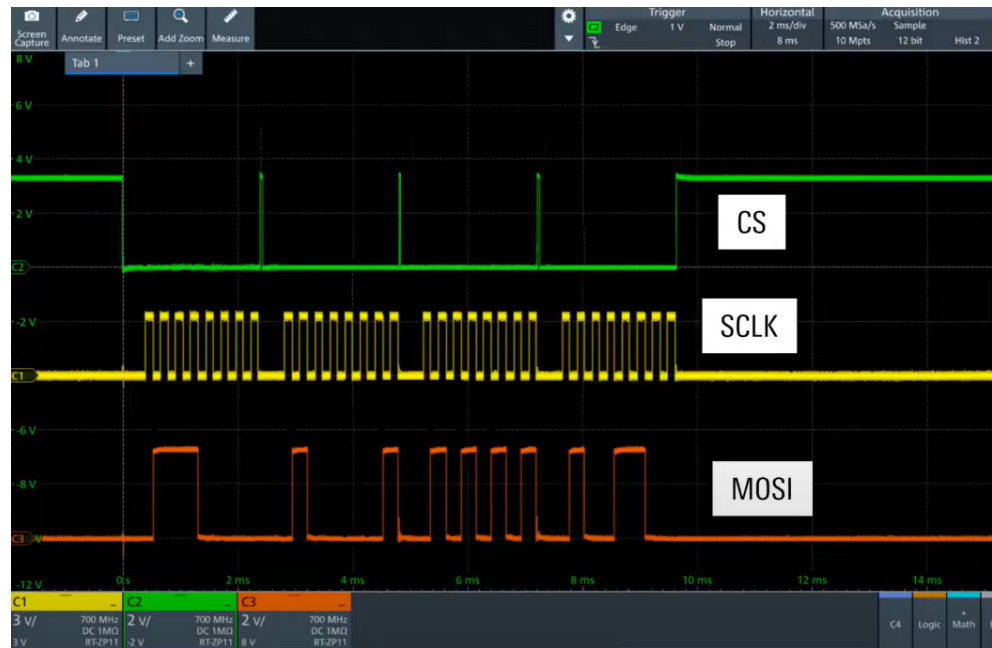 Screen Capture
Annotate
Preset
Add Zoom
Measure
Trigger
C2 Edge 1 V Normal
Stop
Horizontal
2 ms/div
8 ms
Acquisition
500 MSa/s Sample
10 Mpts 12 bit Hist 2
Tab 1 +
8 V
6 V
4 V
2 V
C2
-2 V
C1
-6 V
-8 V
C3 V
-12 V
CS
SCLK
MOSI
0 s 2 ms 4 ms 6 ms 8 ms 10 ms 12 ms 14 ms
C1
3 V/ 700 MHz
DC 1MΩ
3 V RT-ZP11
C2
2 V/ 700 MHz
DC 1MΩ
-2 V RT-ZP11
C3
2 V/ 700 MHz
DC 1MΩ
8 V RT-ZP11
C4
Logic
+
Math